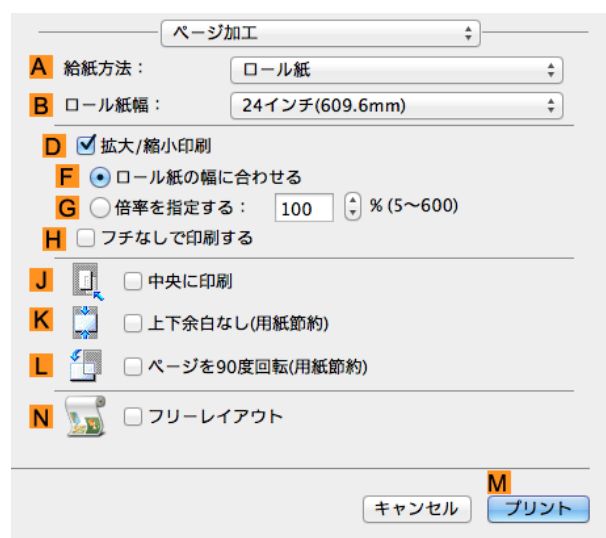 ページ加工
A 給紙方法： ロール紙
B ロール紙幅： 24インチ(609.6mm)
D 拡大/縮小印刷
F ロール紙の幅に合わせる
G 倍率を指定する： 100 % (5～600)
H フチなしで印刷する
J 中央に印刷
K 上下余白なし(用紙節約)
L ページを90度回転(用紙節約)
N フリーレイアウト
M
キャンセル プリント